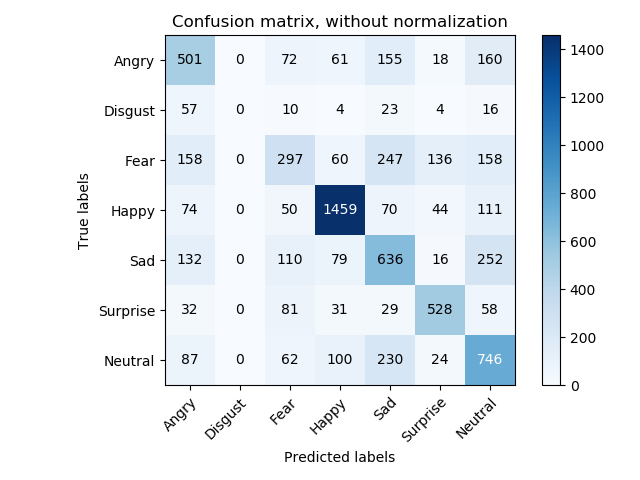 Confusion matrix, without normalization
Angry 501 0 72 61 155 18 160
Disgust 57 0 10 4 23 4 16
Fear 158 0 297 60 247 136 158
Happy 74 0 50 1459 70 44 111
Sad 132 0 110 79 636 16 252
Surprise 32 0 81 31 29 528 58
Neutral 87 0 62 100 230 24 746
Angry Disgust Fear Happy Sad Surprise Neutral
Predicted labels
True labels
1400
1200
1000
800
600
400
200
0